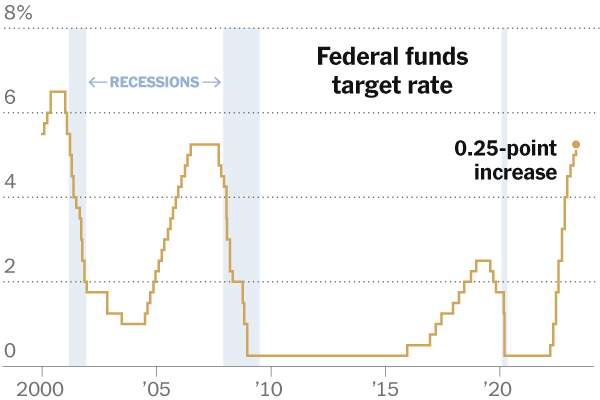 8%
Federal funds
target rate
RECESSIONS
6
0.25-point
increase
4
2
0
2000 ’05 ’10 ’15 ’20